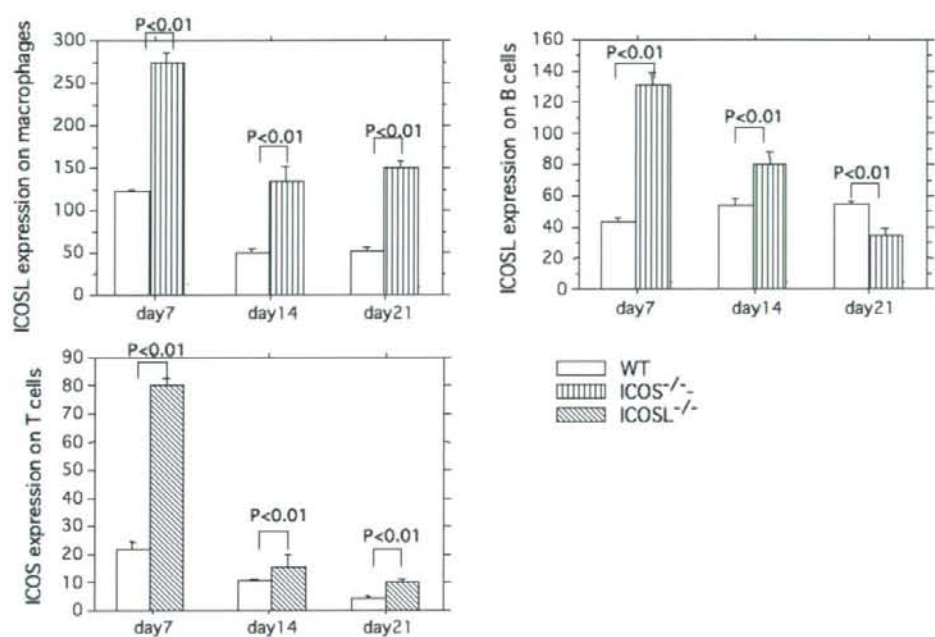 P<0.01
300
250
200
150
100
50
0
ICOSL expression on macrophages
P<0.01
P<0.01
day7 day14 day21
160
140
120
100
80
60
40
20
0
ICOSL expression on B cells
P<0.01
P<0.01
P<0.01
day7 day14 day21
90
80
70
60
50
40
30
20
10
0
ICOS expression on T cells
P<0.01
P<0.01
P<0.01
day7 day14 day21
WT
ICOS-/-
ICOSL-/-